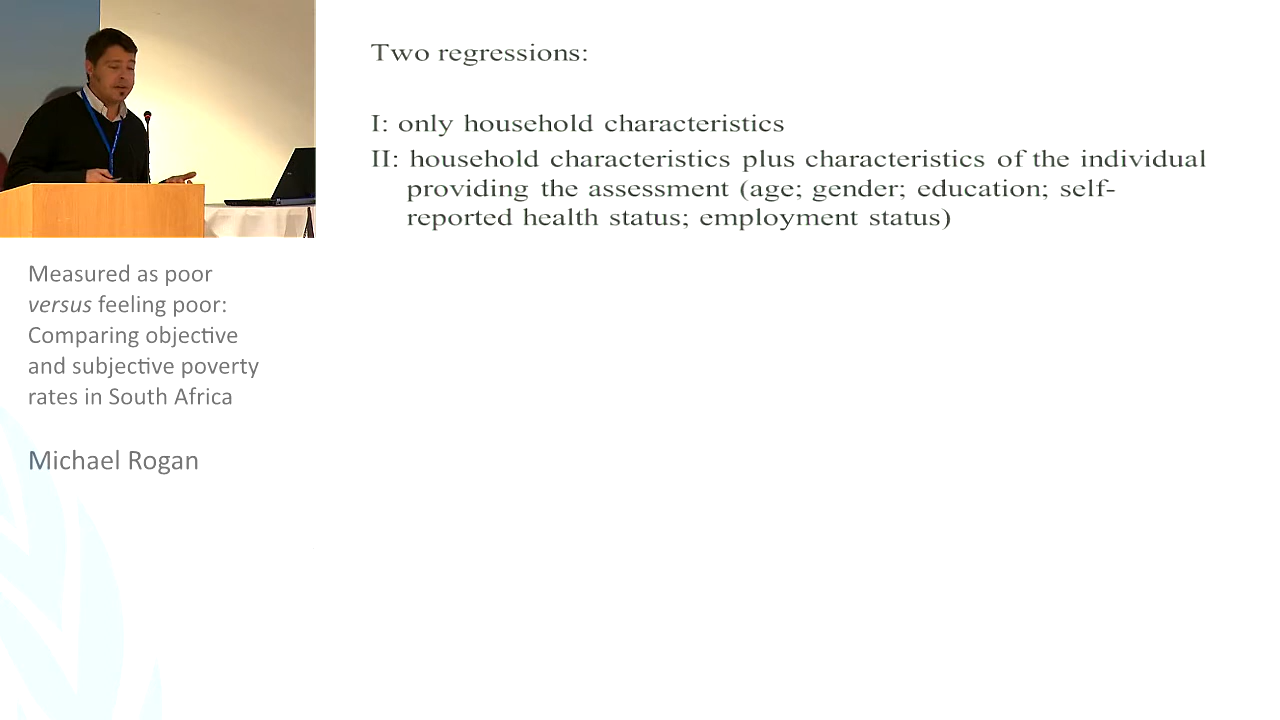 Two regressions:
I: only household characteristics
II: household characteristics plus characteristics of the individual
providing the assessment (age; gender; education; self-
reported health status; employment status)
Measured as poor
versus feeling poor:
Comparing objective
and subjective poverty
rates in South Africa
Michael Rogan